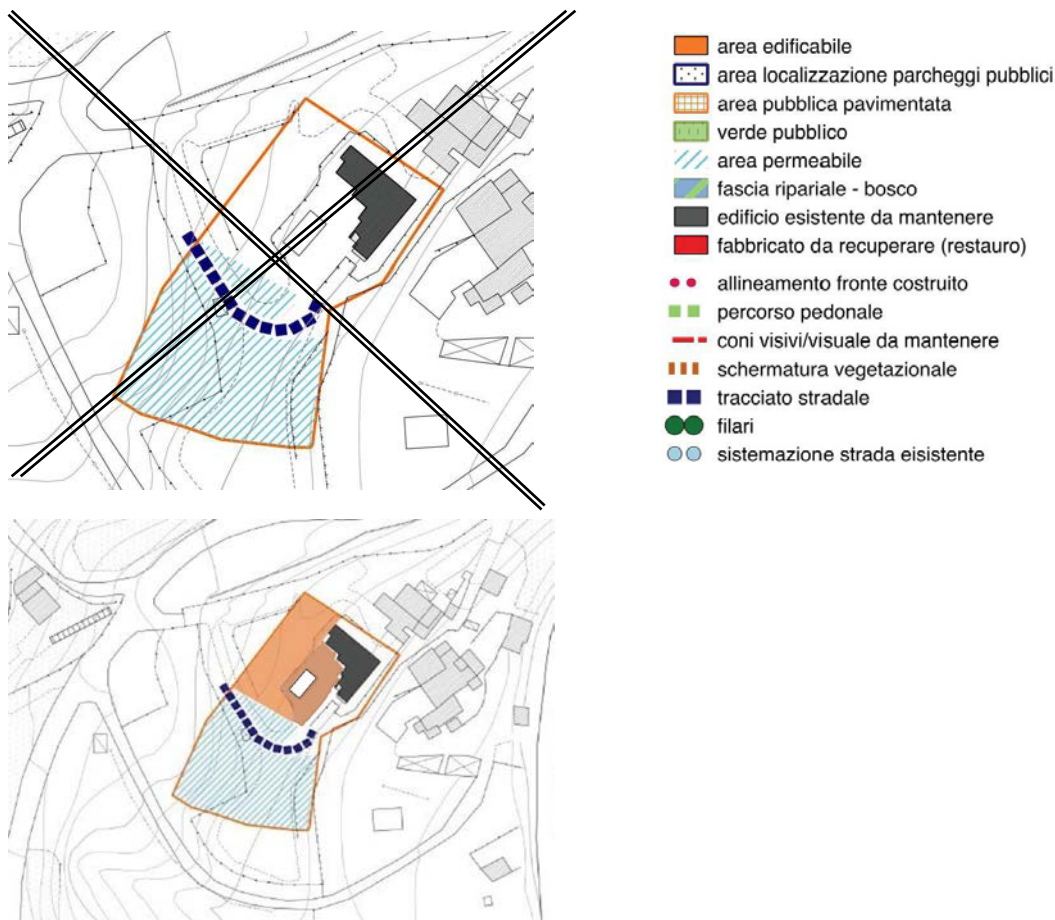 area edificabile
area localizzazione parcheggi pubblici
area pubblica pavimentata
verde pubblico
area permeabile
fascia ripariale - bosco
edificio esistente da mantenere
fabbricato da recuperare (restauro)
allineamento fronte costruito
percorso pedonale
coni visivi/visuale da mantenere
schermatura vegetazionale
tracciato stradale
filari
sistemazione strada eisistente